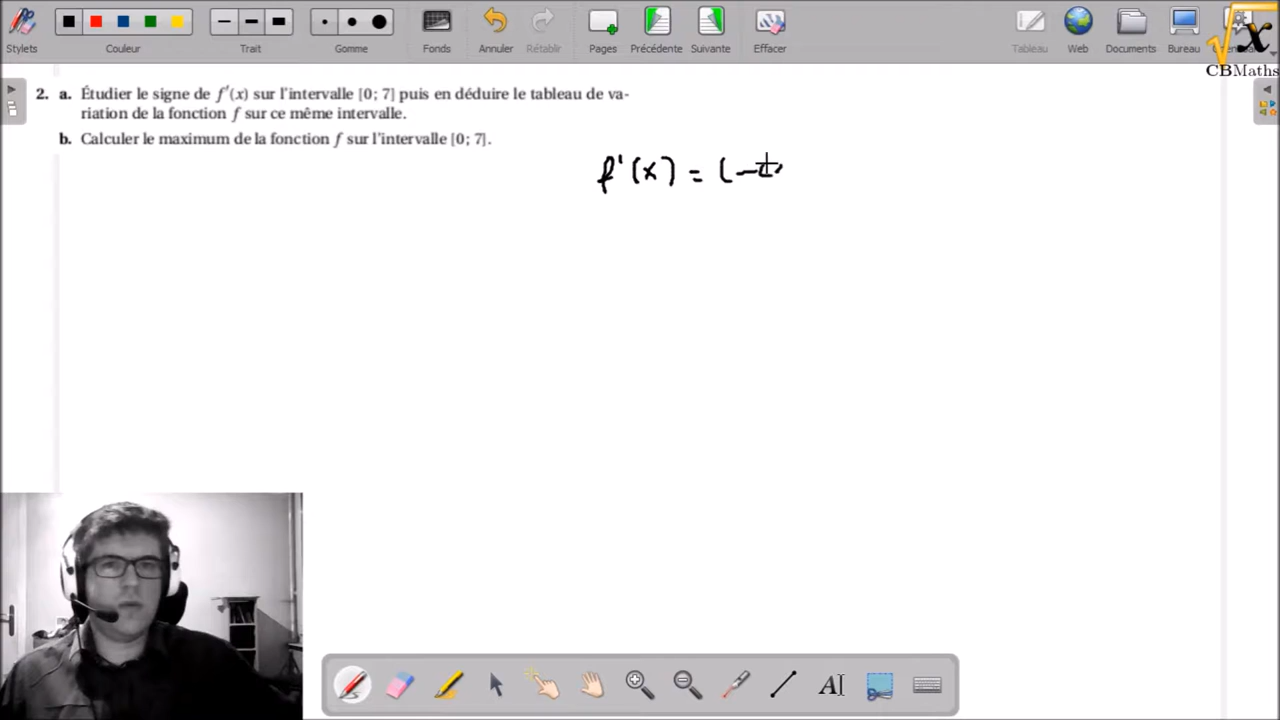 Stylets Couleur Trait Gomme Fonds Annuler Rétablir Pages Précédente Suivante Effacer Tableau Web Documents Bureau
CBMaths
2. a. Étudier le signe de f'(x) sur l'intervalle [0; 7] puis en déduire le tableau de va-
riation de la fonction f sur ce même intervalle.
b. Calculer le maximum de la fonction f sur l'intervalle [0; 7].
f'(x) = (-